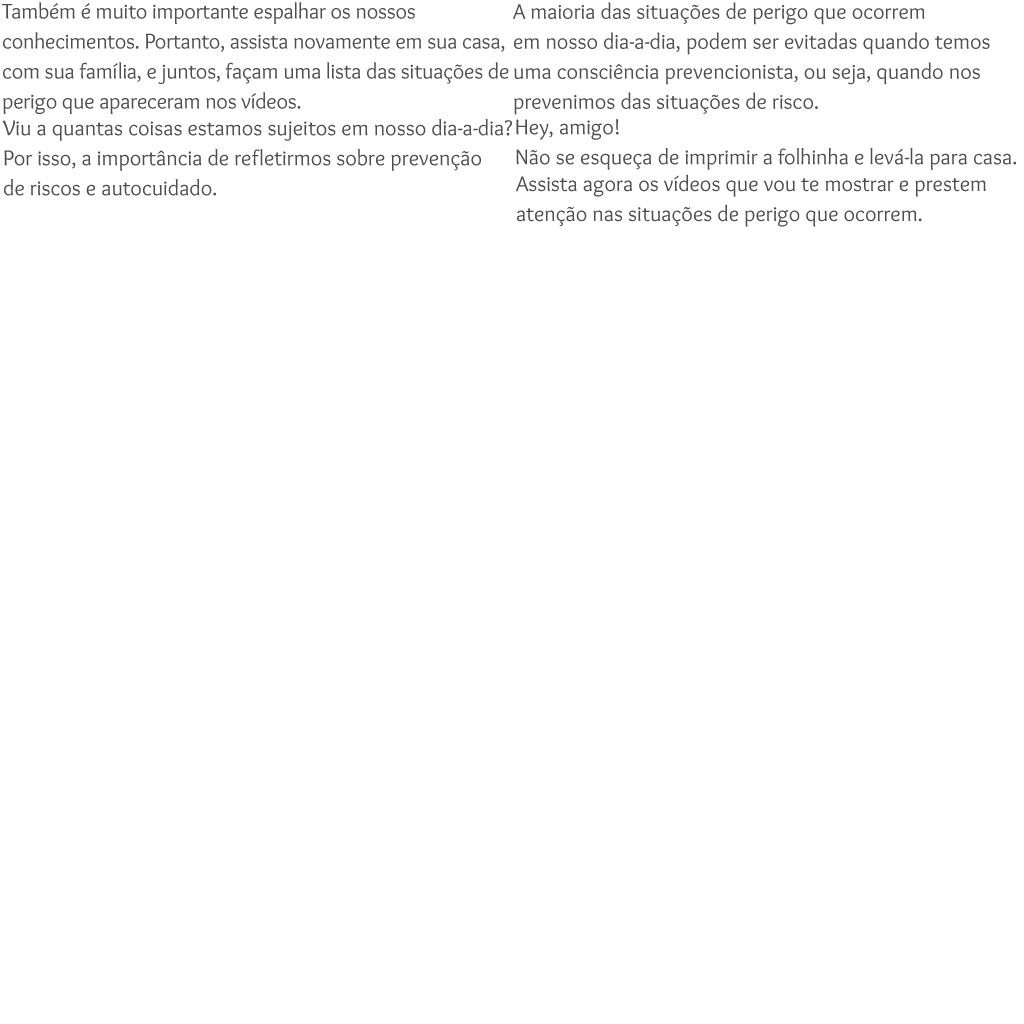 Também é muito importante espalhar os nossos
conhecimentos. Portanto, assista novamente em sua casa,
com sua família, e juntos, façam uma lista das situações de
perigo que apareceram nos vídeos.
Viu a quantas coisas estamos sujeitos em nosso dia-a-dia?
Por isso, a importância de refletirmos sobre prevenção
de riscos e autocuidado.
A maioria das situações de perigo que ocorrem
em nosso dia-a-dia, podem ser evitadas quando temos
uma consciência prevencionista, ou seja, quando nos
prevenimos das situações de risco.
Hey, amigo!
Não se esqueça de imprimir a folhinha e levá-la para casa.
Assista agora os vídeos que vou te mostrar e prestem
atenção nas situações de perigo que ocorrem.